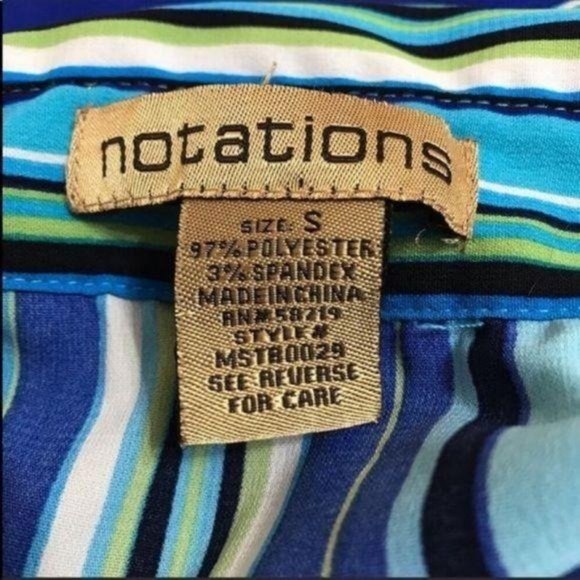 notations
SIZE: S
97% POLYESTER
3% SPANDEX
MADE IN CHINA
RN# 58719
STYLE#
MSTB0029
SEE REVERSE
FOR CARE